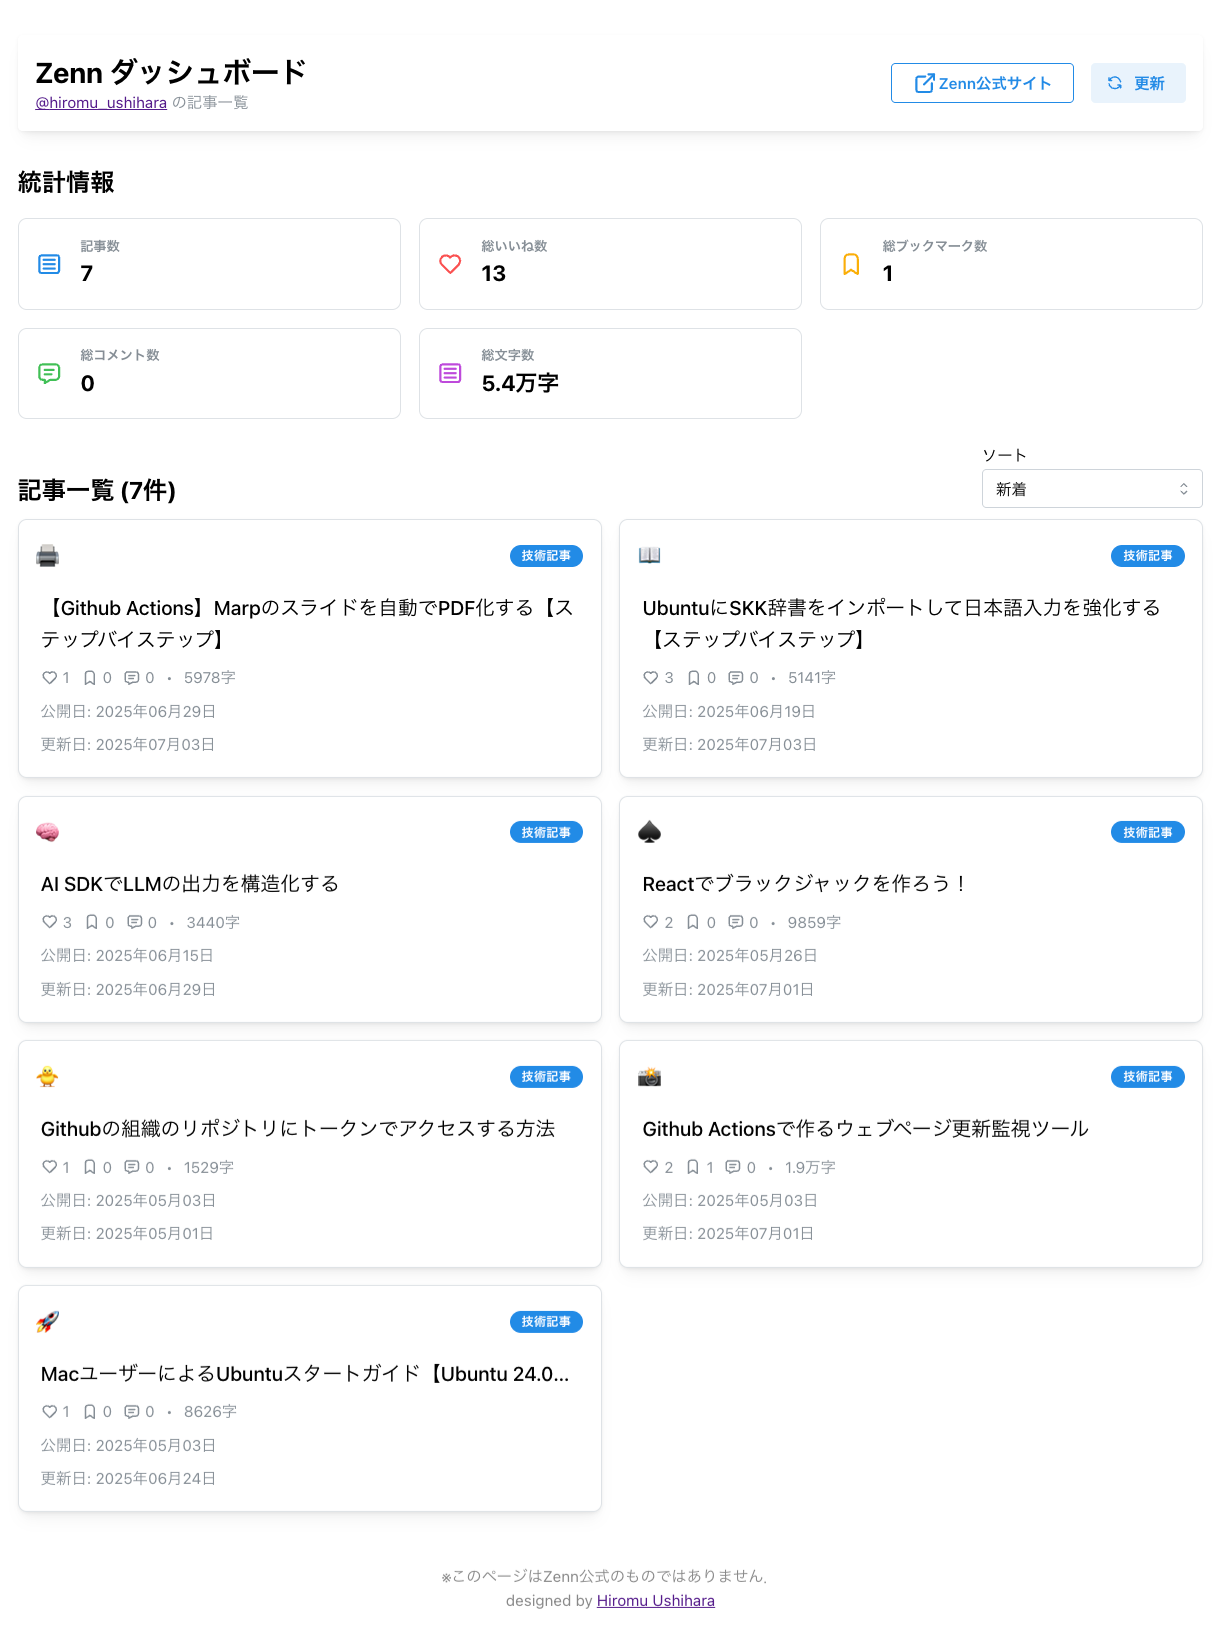 Zenn ダッシュボード
@hiromu_ushihara の記事一覧
Zenn公式サイト
更新
統計情報
記事数
7
総いいね数
13
総ブックマーク数
1
総コメント数
0
総文字数
5.4万字
ソート
新着
記事一覧 (7件)
技術記事
【Github Actions】Marpのスライドを自動でPDF化する【ス
テップバイステップ】
1 0 0 • 5978字
公開日: 2025年06月29日
更新日: 2025年07月03日
技術記事
UbuntuにSKK辞書をインポートして日本語入力を強化する
【ステップバイステップ】
3 0 0 • 5141字
公開日: 2025年06月19日
更新日: 2025年07月03日
技術記事
AI SDKでLLMの出力を構造化する
3 0 0 • 3440字
公開日: 2025年06月15日
更新日: 2025年06月29日
技術記事
Reactでブラックジャックを作ろう！
2 0 0 • 9859字
公開日: 2025年05月26日
更新日: 2025年07月01日
技術記事
Githubの組織のリポジトリにトークンでアクセスする方法
1 0 0 • 1529字
公開日: 2025年05月03日
更新日: 2025年05月01日
技術記事
Github Actionsで作るウェブページ更新監視ツール
2 1 0 • 1.9万字
公開日: 2025年05月03日
更新日: 2025年07月01日
技術記事
MacユーザーによるUbuntuスタートガイド【Ubuntu 24.0...
1 0 0 • 8626字
公開日: 2025年05月03日
更新日: 2025年06月24日
※このページはZenn公式のものではありません.
designed by Hiromu Ushihara